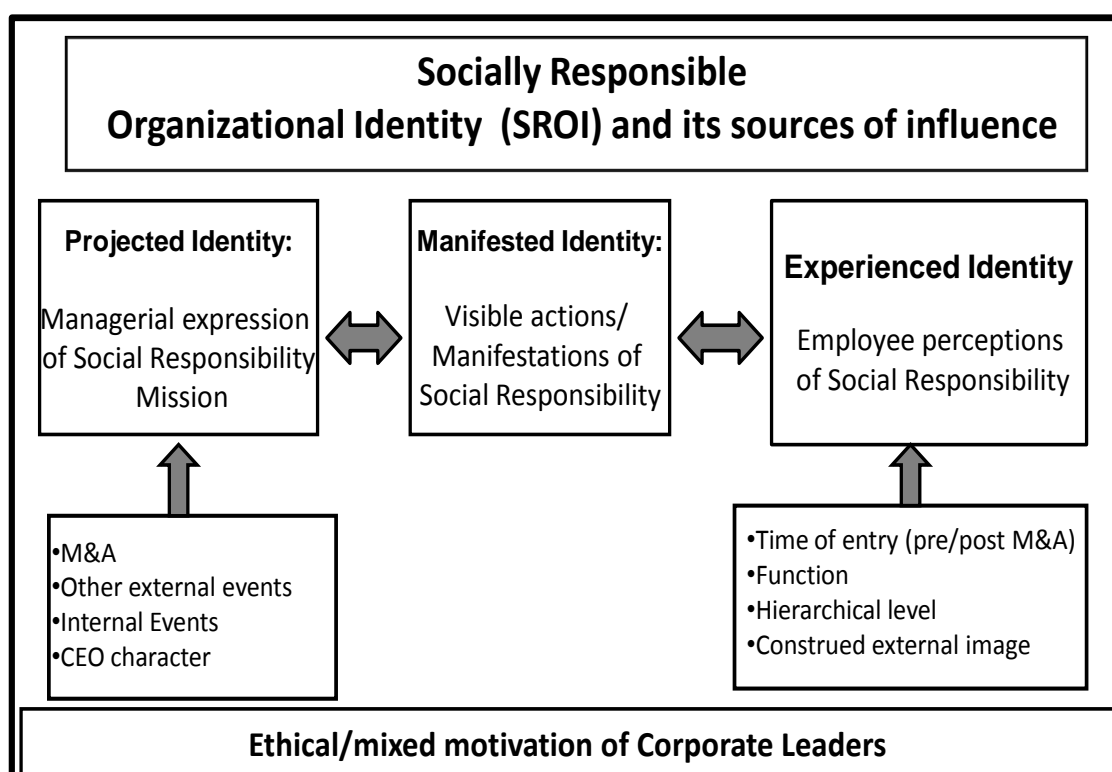 Socially Responsible
Organizational Identity (SROI) and its sources of influence
Projected Identity:
Managerial expression
of Social Responsibility
Mission
Manifested Identity:
Visible actions/
Manifestations of
Social Responsibility
Experienced Identity
Employee perceptions
of Social Responsibility
•M&A
•Other external events
•Internal Events
•CEO character
•Time of entry (pre/post M&A)
•Function
•Hierarchical level
•Construed external image
Ethical/mixed motivation of Corporate Leaders